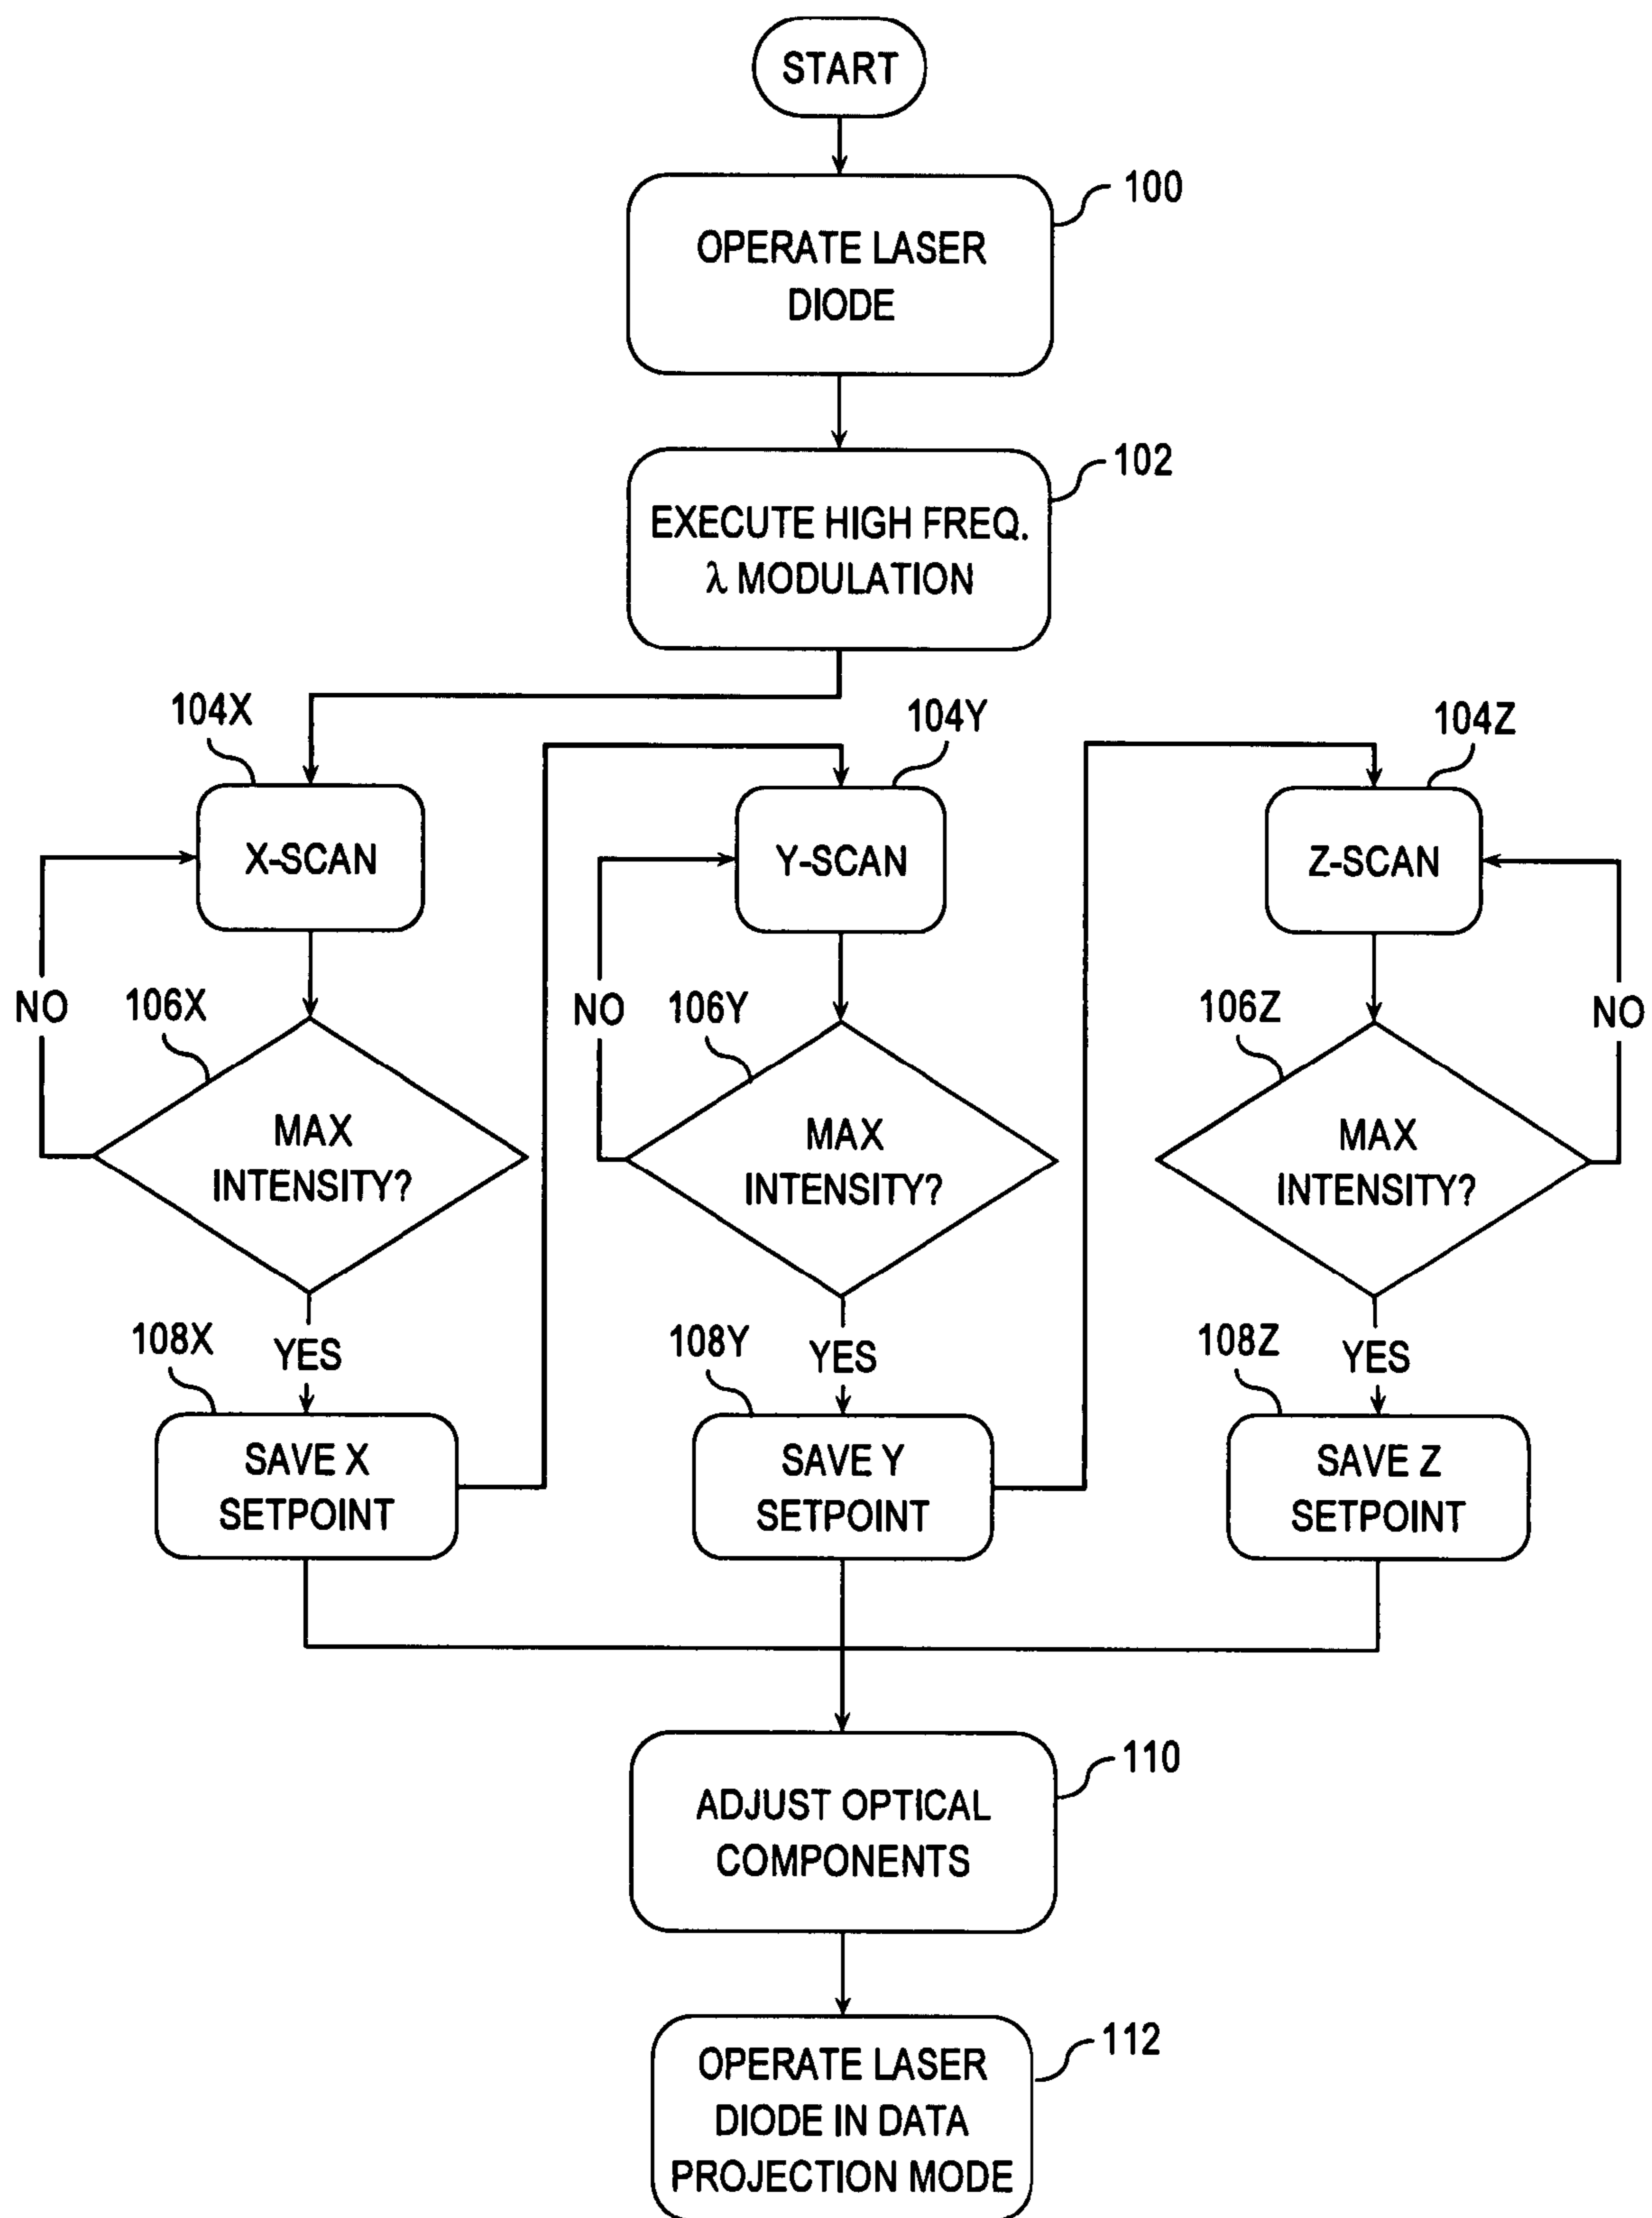 START
100
OPERATE LASER
DIODE
102
EXECUTE HIGH FREQ.
λ MODULATION
104X
104Y
104Z
X-SCAN
Y-SCAN
Z-SCAN
NO
106X
NO
106Y
106Z
NO
MAX
INTENSITY?
MAX
INTENSITY?
MAX
INTENSITY?
108X
YES
108Y
YES
108Z
YES
SAVE X
SETPOINT
SAVE Y
SETPOINT
SAVE Z
SETPOINT
110
ADJUST OPTICAL
COMPONENTS
112
OPERATE LASER
DIODE IN DATA
PROJECTION MODE